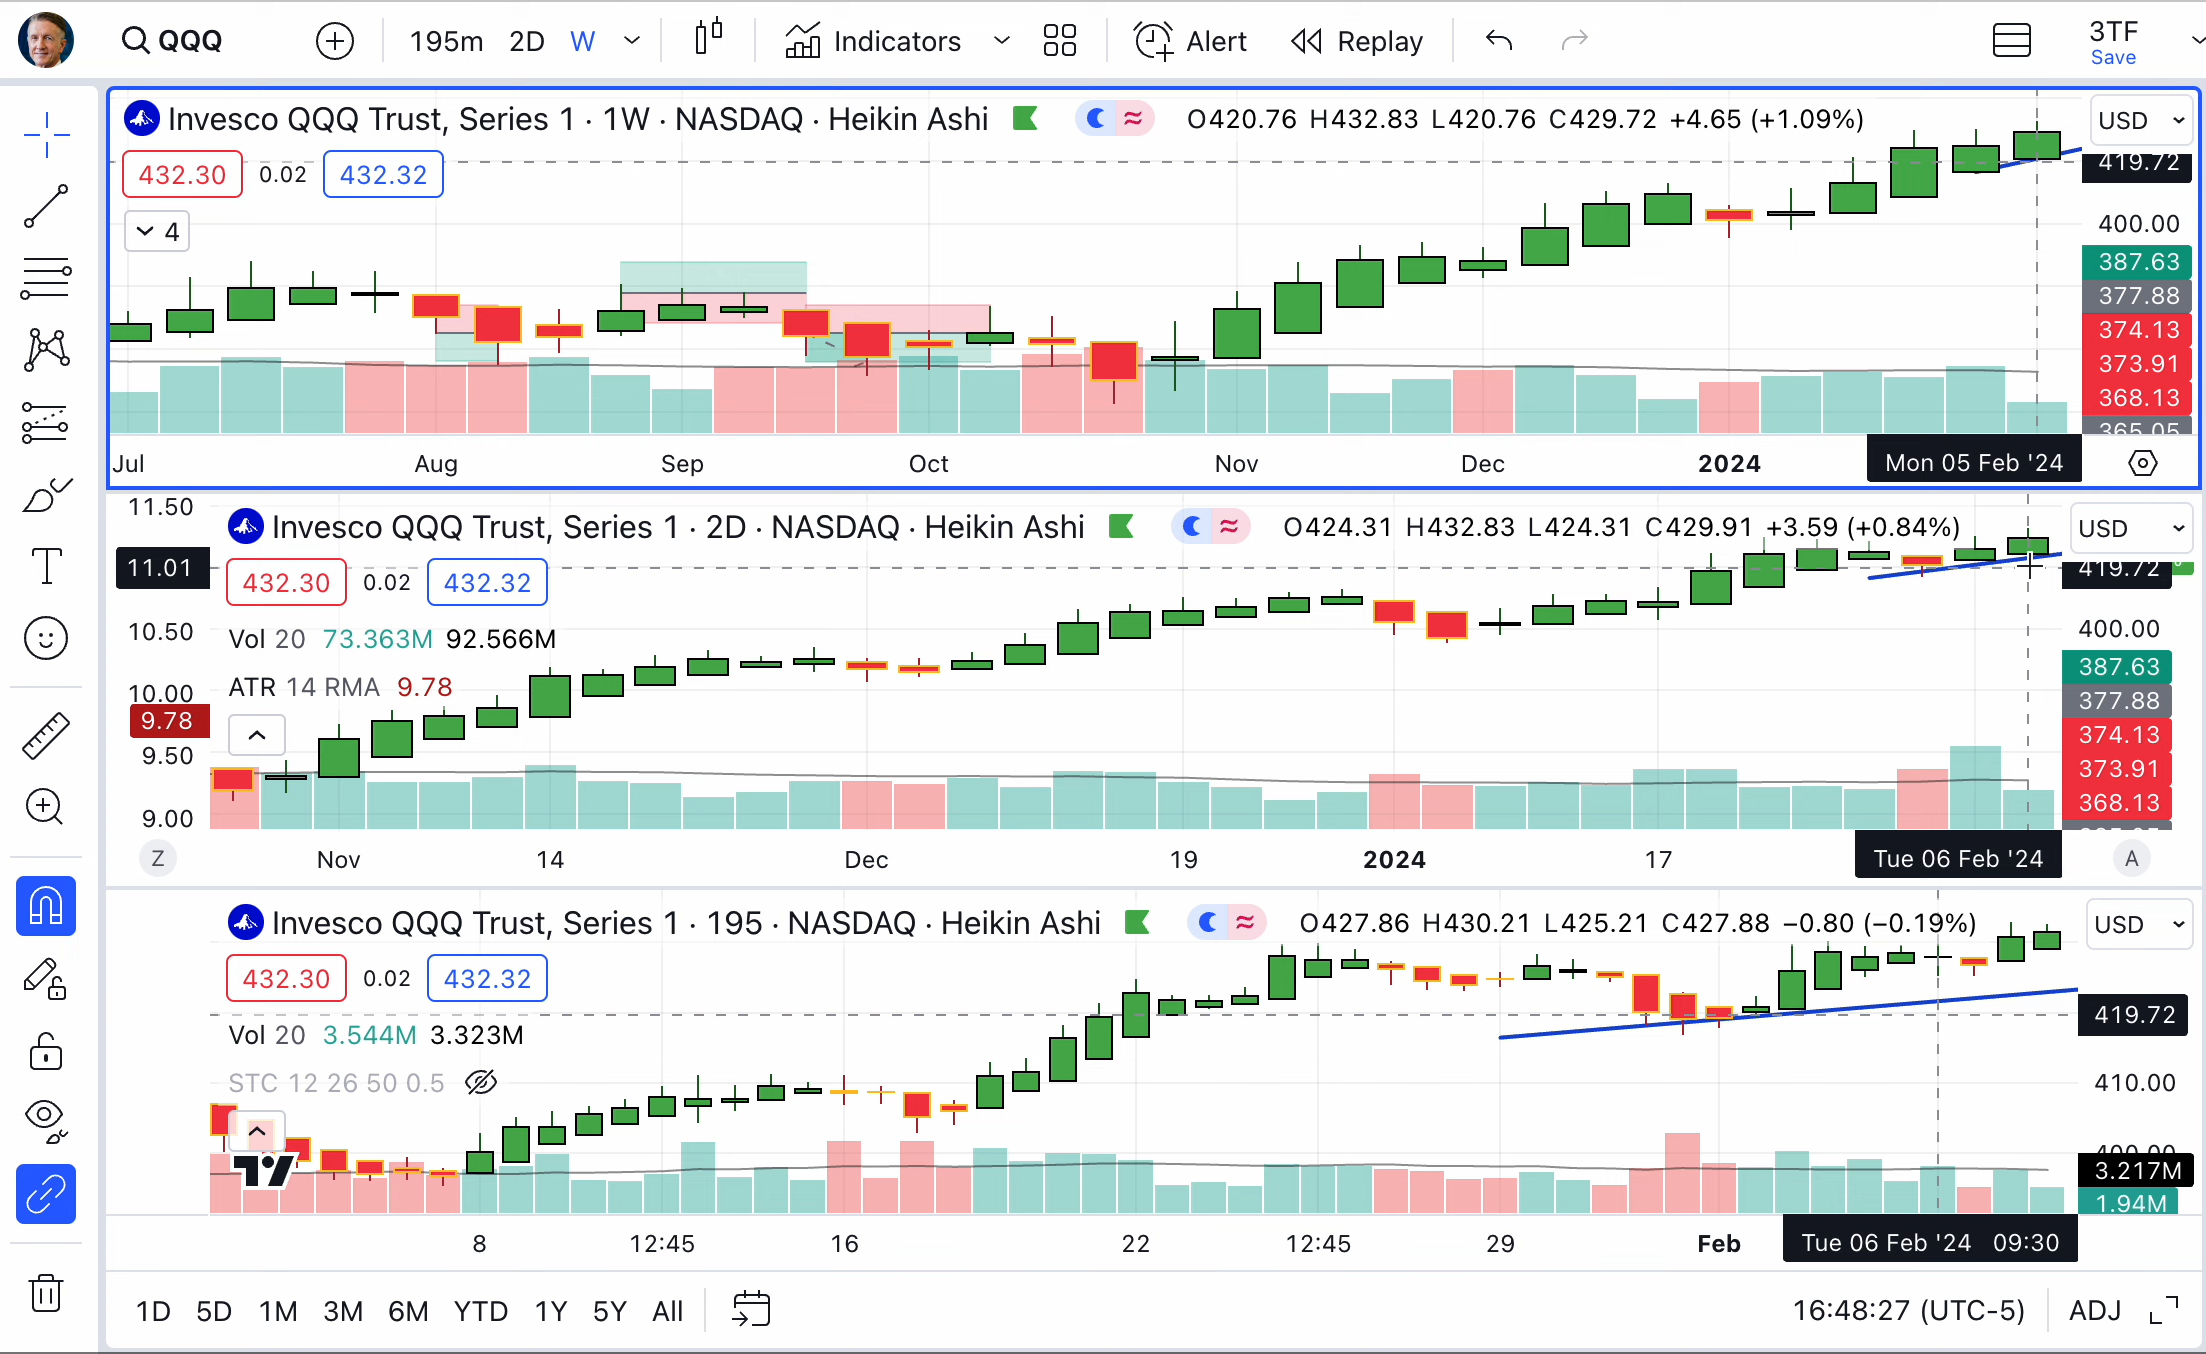 QQQ 195m 2D W Indicators Alert Replay 3TF
Save
Invesco QQQ Trust, Series 1 · 1W · NASDAQ · Heikin Ashi O420.76 H432.83 L420.76 C429.72 +4.65 (+1.09%) USD
432.30 0.02 432.32
4
419.72
400.00
387.63
377.88
374.13
373.91
368.13
365.05
Jul Aug Sep Oct Nov Dec 2024 Mon 05 Feb '24
11.50
Invesco QQQ Trust, Series 1 · 2D · NASDAQ · Heikin Ashi O424.31 H432.83 L424.31 C429.91 +3.59 (+0.84%) USD
11.01 432.30 0.02 432.32 419.72
10.50 Vol 20 73.363M 92.566M 400.00
10.00 ATR 14 RMA 9.78
9.78
9.50
9.00
387.63
377.88
374.13
373.91
368.13
Z Nov 14 Dec 19 2024 17 Tue 06 Feb '24 A
Invesco QQQ Trust, Series 1 · 195 · NASDAQ · Heikin Ashi O427.86 H430.21 L425.21 C427.88 −0.80 (−0.19%) USD
432.30 0.02 432.32
Vol 20 3.544M 3.323M 419.72
STC 12 26 50 0.5 410.00
400.00
3.217M
1.94M
8 12:45 16 22 12:45 29 Feb Tue 06 Feb '24 09:30
1D 5D 1M 3M 6M YTD 1Y 5Y All 16:48:27 (UTC-5) ADJ